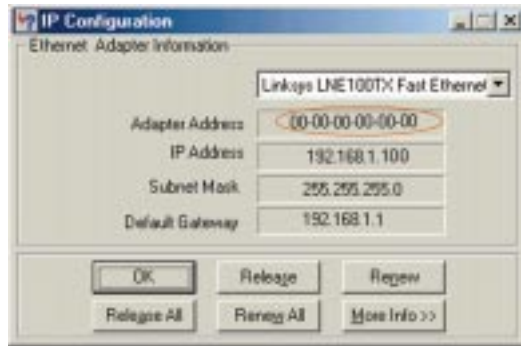 IP Configuration
Ethernet Adapter Information
Linksys LNE100TX Fast Ethernet
Adapter Address 00-00-00-00-00-00
IP Address 192.168.1.100
Subnet Mask 255.255.255.0
Default Gateway 192.168.1.1
OK Release Renew
Release All Renew All More Info >>